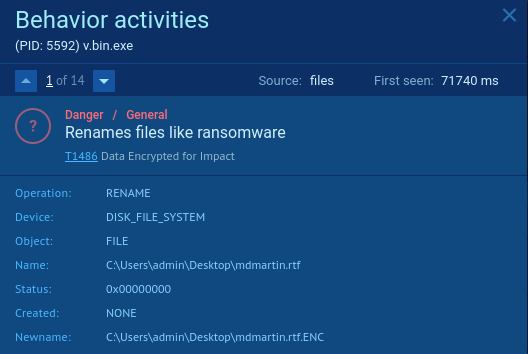 Behavior activities
(PID: 5592) v.bin.exe
1 of 14 Source: files First seen: 71740 ms
Danger / General
Renames files like ransomware
T1486 Data Encrypted for Impact
Operation: RENAME
Device: DISK_FILE_SYSTEM
Object: FILE
Name: C:\Users\admin\Desktop\mdmartin.rtf
Status: 0x00000000
Created: NONE
Newname: C:\Users\admin\Desktop\mdmartin.rtf.ENC